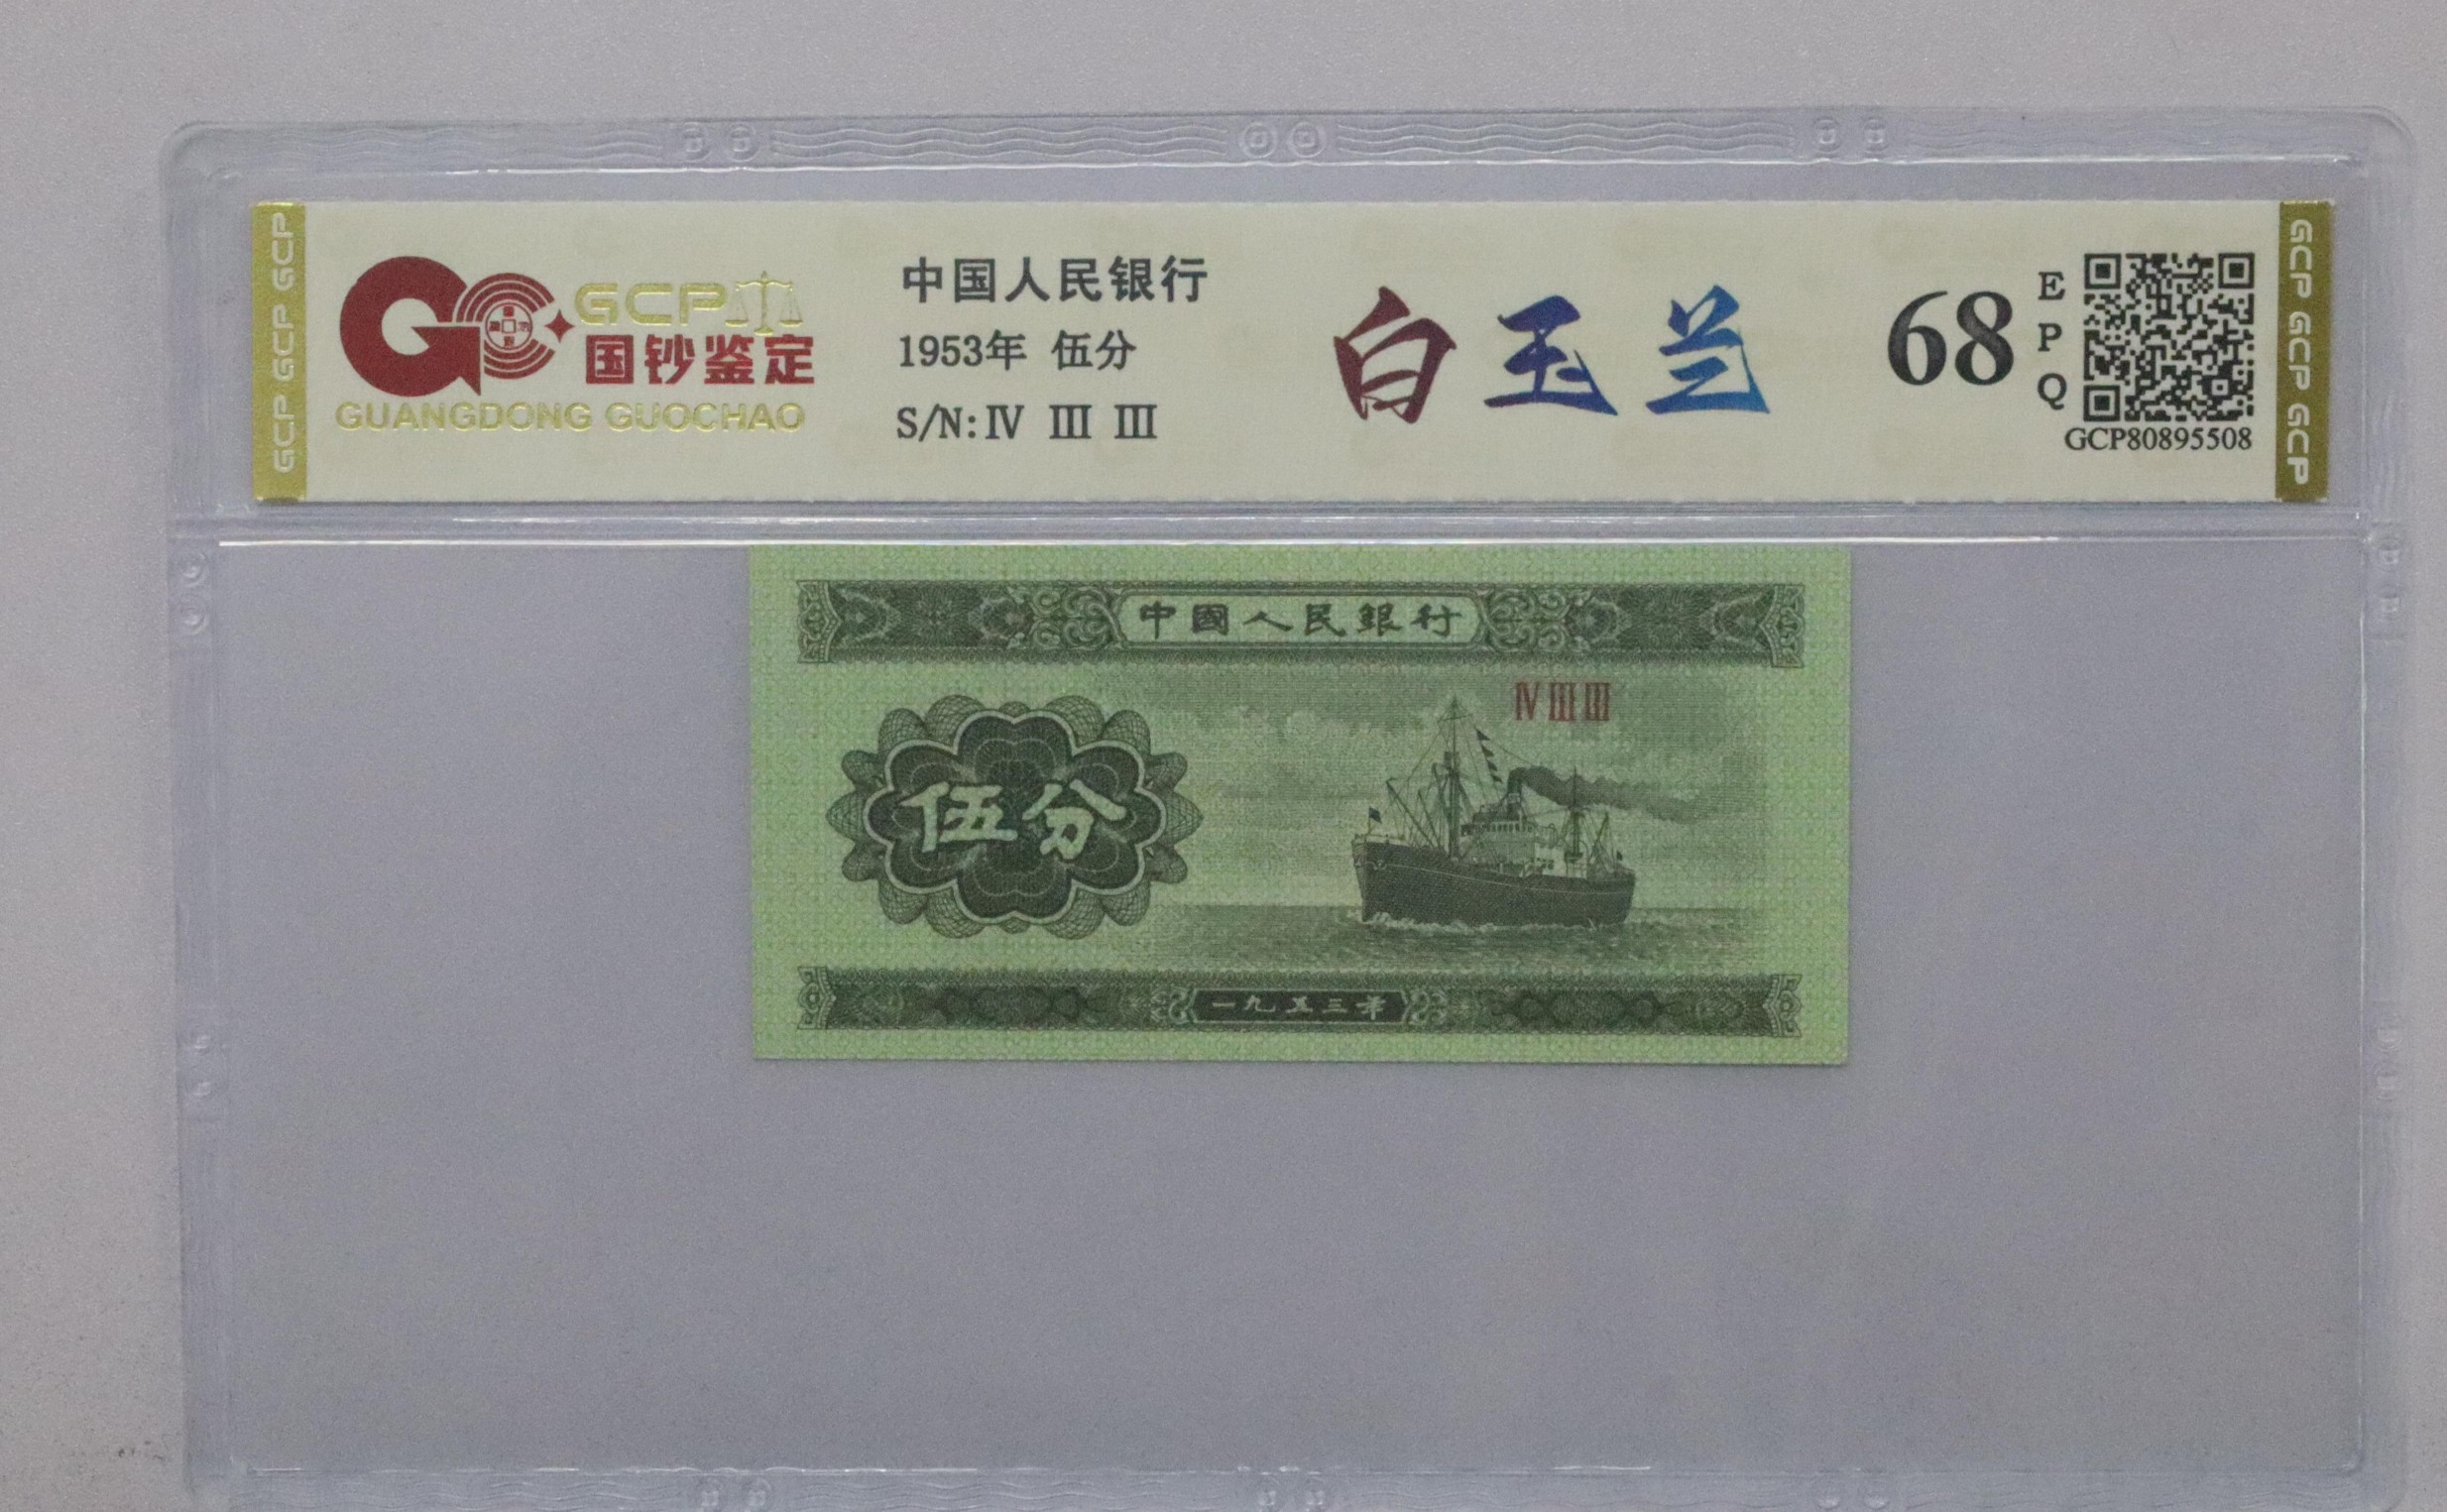 GCP GCP GCP
GCP
国钞鉴定
GUANGDONG GUOCHAO
中国人民银行
1953年 伍分
S/N: Ⅳ Ⅲ Ⅲ
白玉兰
68
EPQ
GCP80895508
GCP GCP GCP
中國人民銀行
Ⅳ Ⅲ Ⅲ
伍分
一九五三年